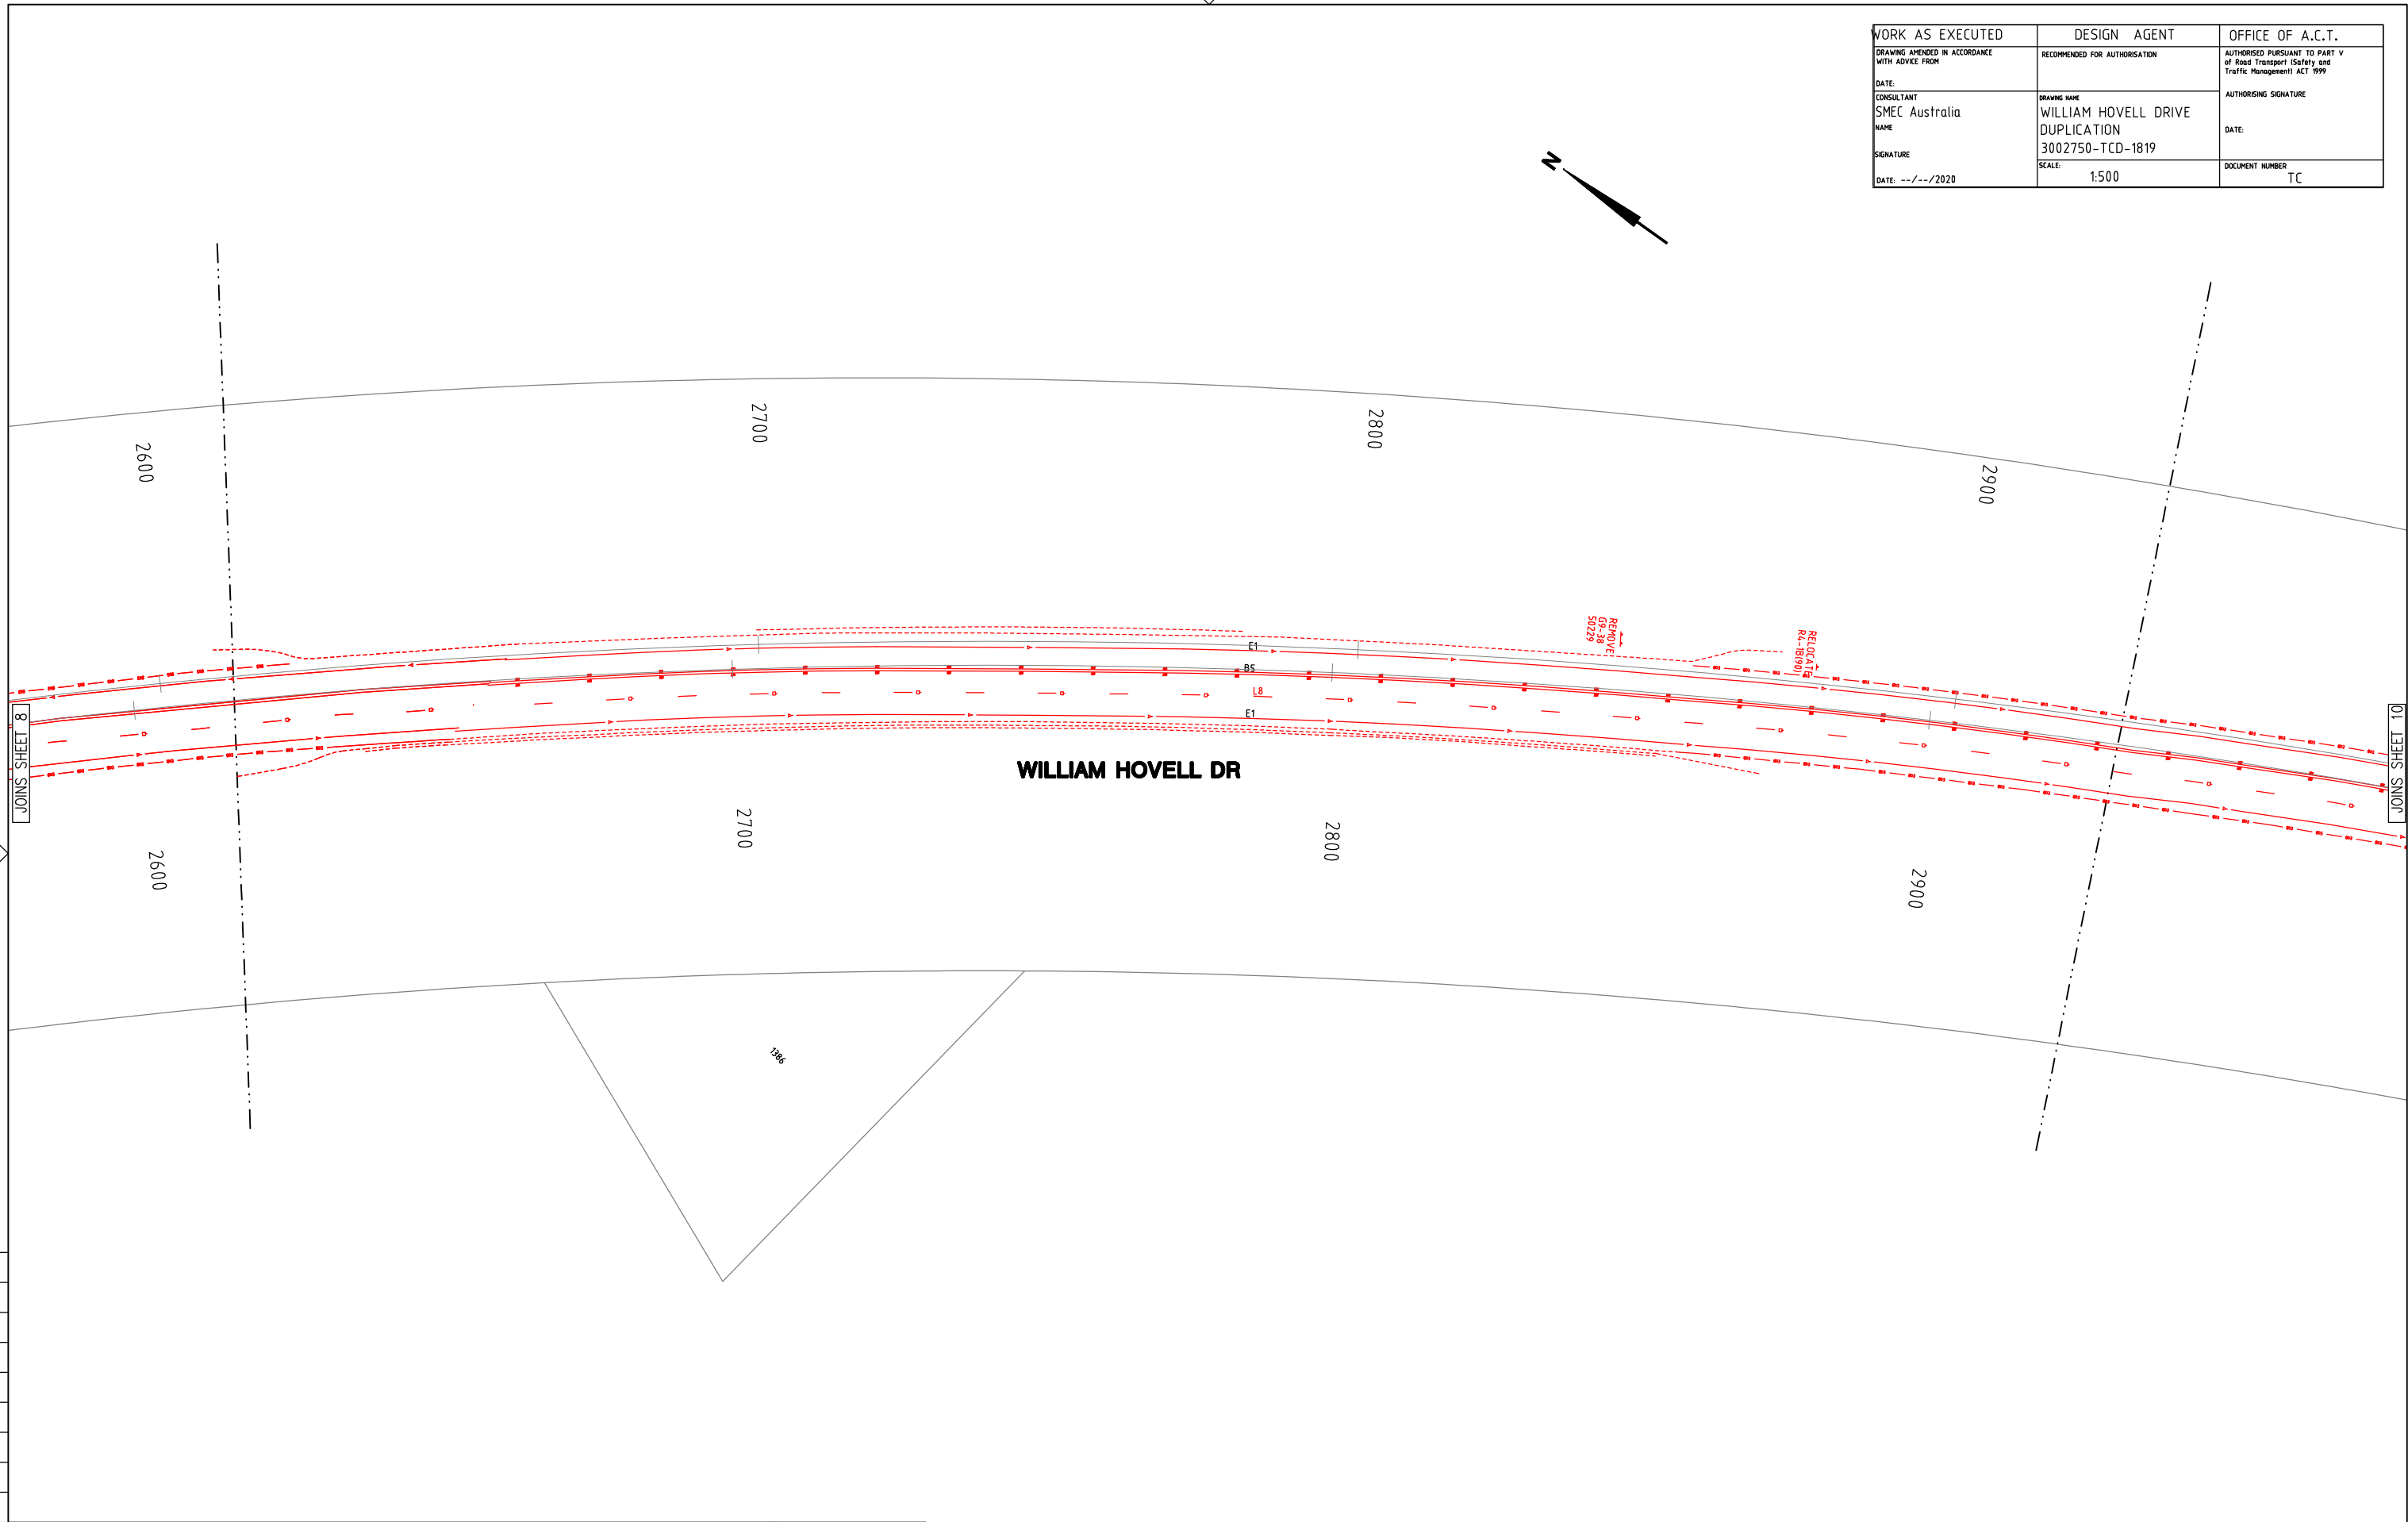 WORK AS EXECUTED
DRAWING AMENDED IN ACCORDANCE
WITH ADVICE FROM
DATE:
CONSULTANT
SMEC Australia
NAME
SIGNATURE
DATE: --/--/2020
DESIGN AGENT
RECOMMENDED FOR AUTHORISATION
DRAWING NAME
WILLIAM HOVELL DRIVE
DUPLICATION
3002750-TCD-1819
SCALE:
1:500
OFFICE OF A.C.T.
AUTHORISED PURSUANT TO PART V
of Road Transport (Safety and
Traffic Management) ACT 1999
AUTHORISING SIGNATURE
DATE:
DOCUMENT NUMBER
TC
N
2600
2700
2800
2900
REMOVE
G9-38
S0229
RELOCATE
R4-1B(90)
E1
B5
L8
E1
JOINS SHEET 8
JOINS SHEET 10
WILLIAM HOVELL DR
2600
2700
2800
2900
1386